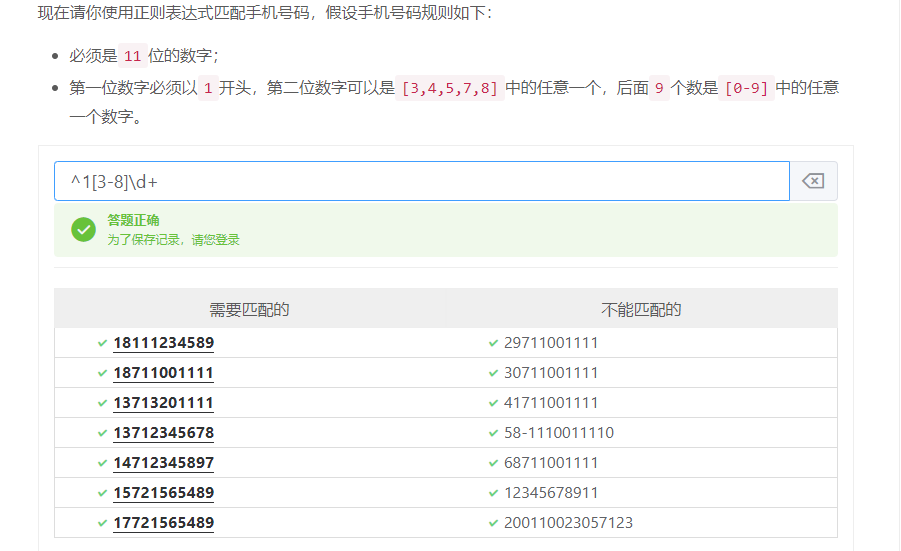 现在请你使用正则表达式匹配手机号码，假设手机号码规则如下：
必须是 11 位的数字；
第一位数字必须以 1 开头，第二位数字可以是 [3,4,5,7,8] 中的任意一个，后面 9 个数是 [0-9] 中的任意
一个数字。
^1[3-8]\d+
答题正确
为了保存记录，请您登录
需要匹配的 不能匹配的
18111234589 29711001111
18711001111 30711001111
13713201111 41711001111
13712345678 58-1110011110
14712345897 68711001111
15721565489 12345678911
17721565489 200110023057123